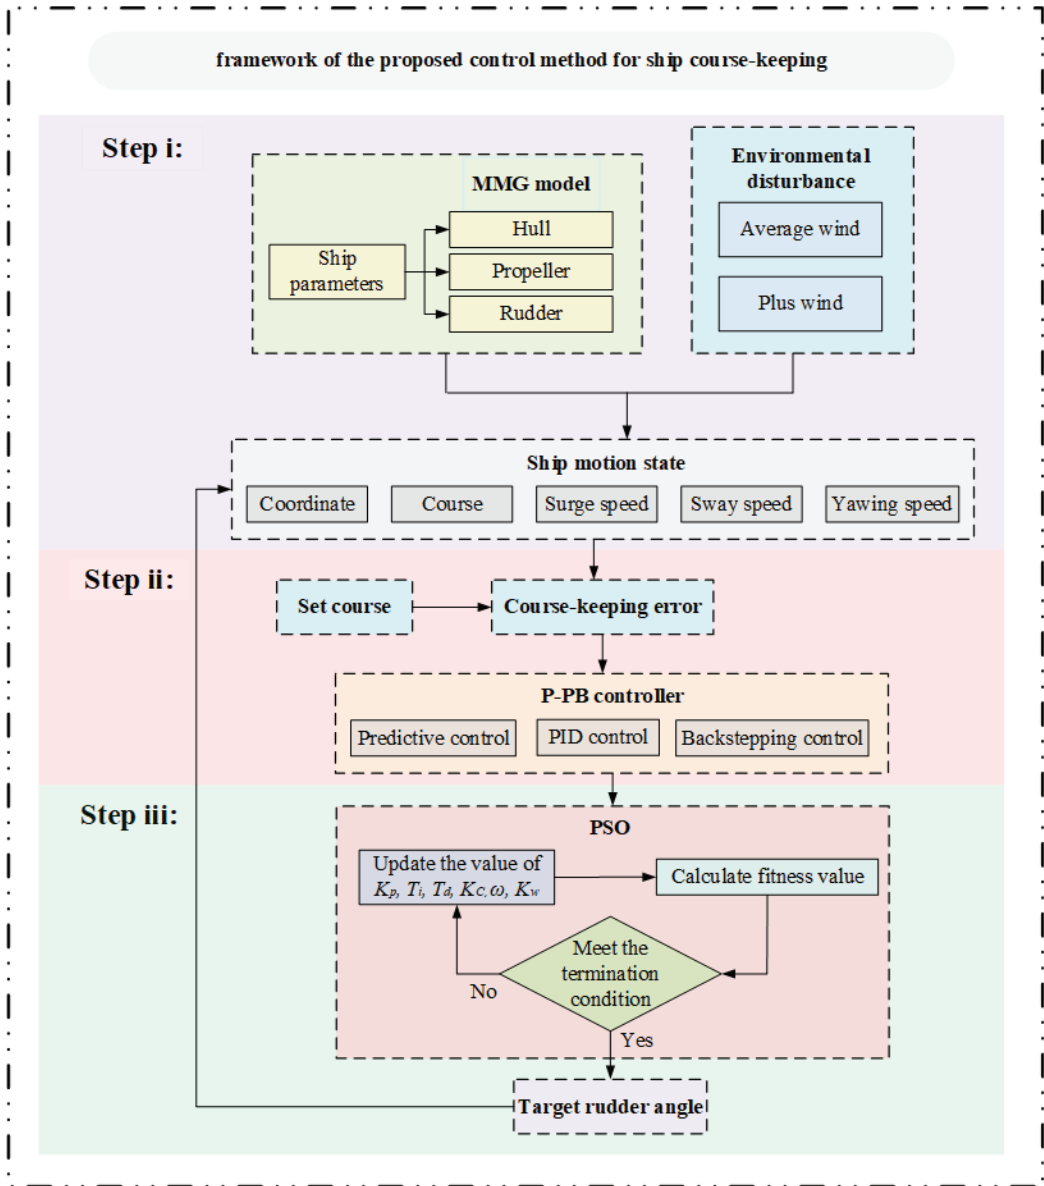 framework of the proposed control method for ship course-keeping
Step i:
MMG model
Ship
parameters
Hull
Propeller
Rudder
Environmental
disturbance
Average wind
Plus wind
Ship motion state
Coordinate
Course
Surge speed
Sway speed
Yawing speed
Step ii:
Set course
Course-keeping error
P-PB controller
Predictive control
PID control
Backstepping control
Step iii:
PSO
Update the value of
Kp, Ti, Td, KC, ω, Kw
Calculate fitness value
Meet the
termination
condition
No
Yes
Target rudder angle